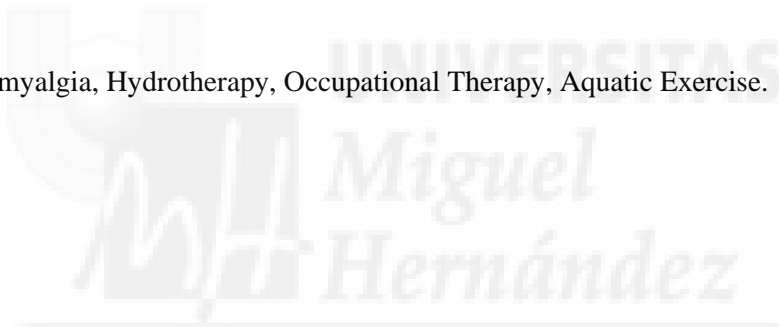 UNIVERSITAS
myalgia, Hydrotherapy, Occupational Therapy, Aquatic Exercise.
Miguel
Hernández